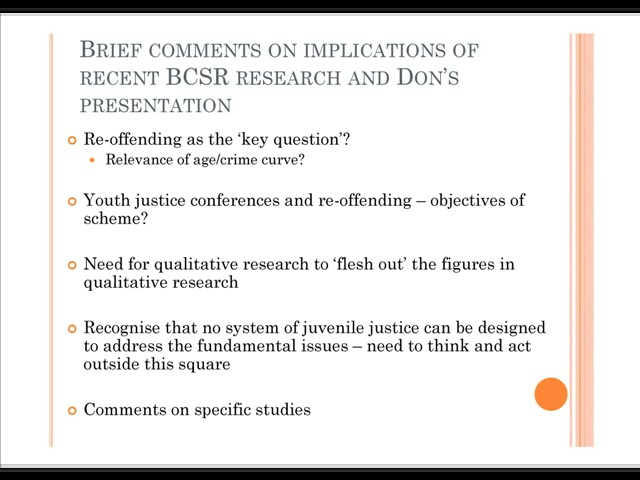 Brief comments on implications of
recent BCSR research and Don's
presentation
Re-offending as the 'key question'?
Relevance of age/crime curve?
Youth justice conferences and re-offending – objectives of
scheme?
Need for qualitative research to 'flesh out' the figures in
qualitative research
Recognise that no system of juvenile justice can be designed
to address the fundamental issues – need to think and act
outside this square
Comments on specific studies